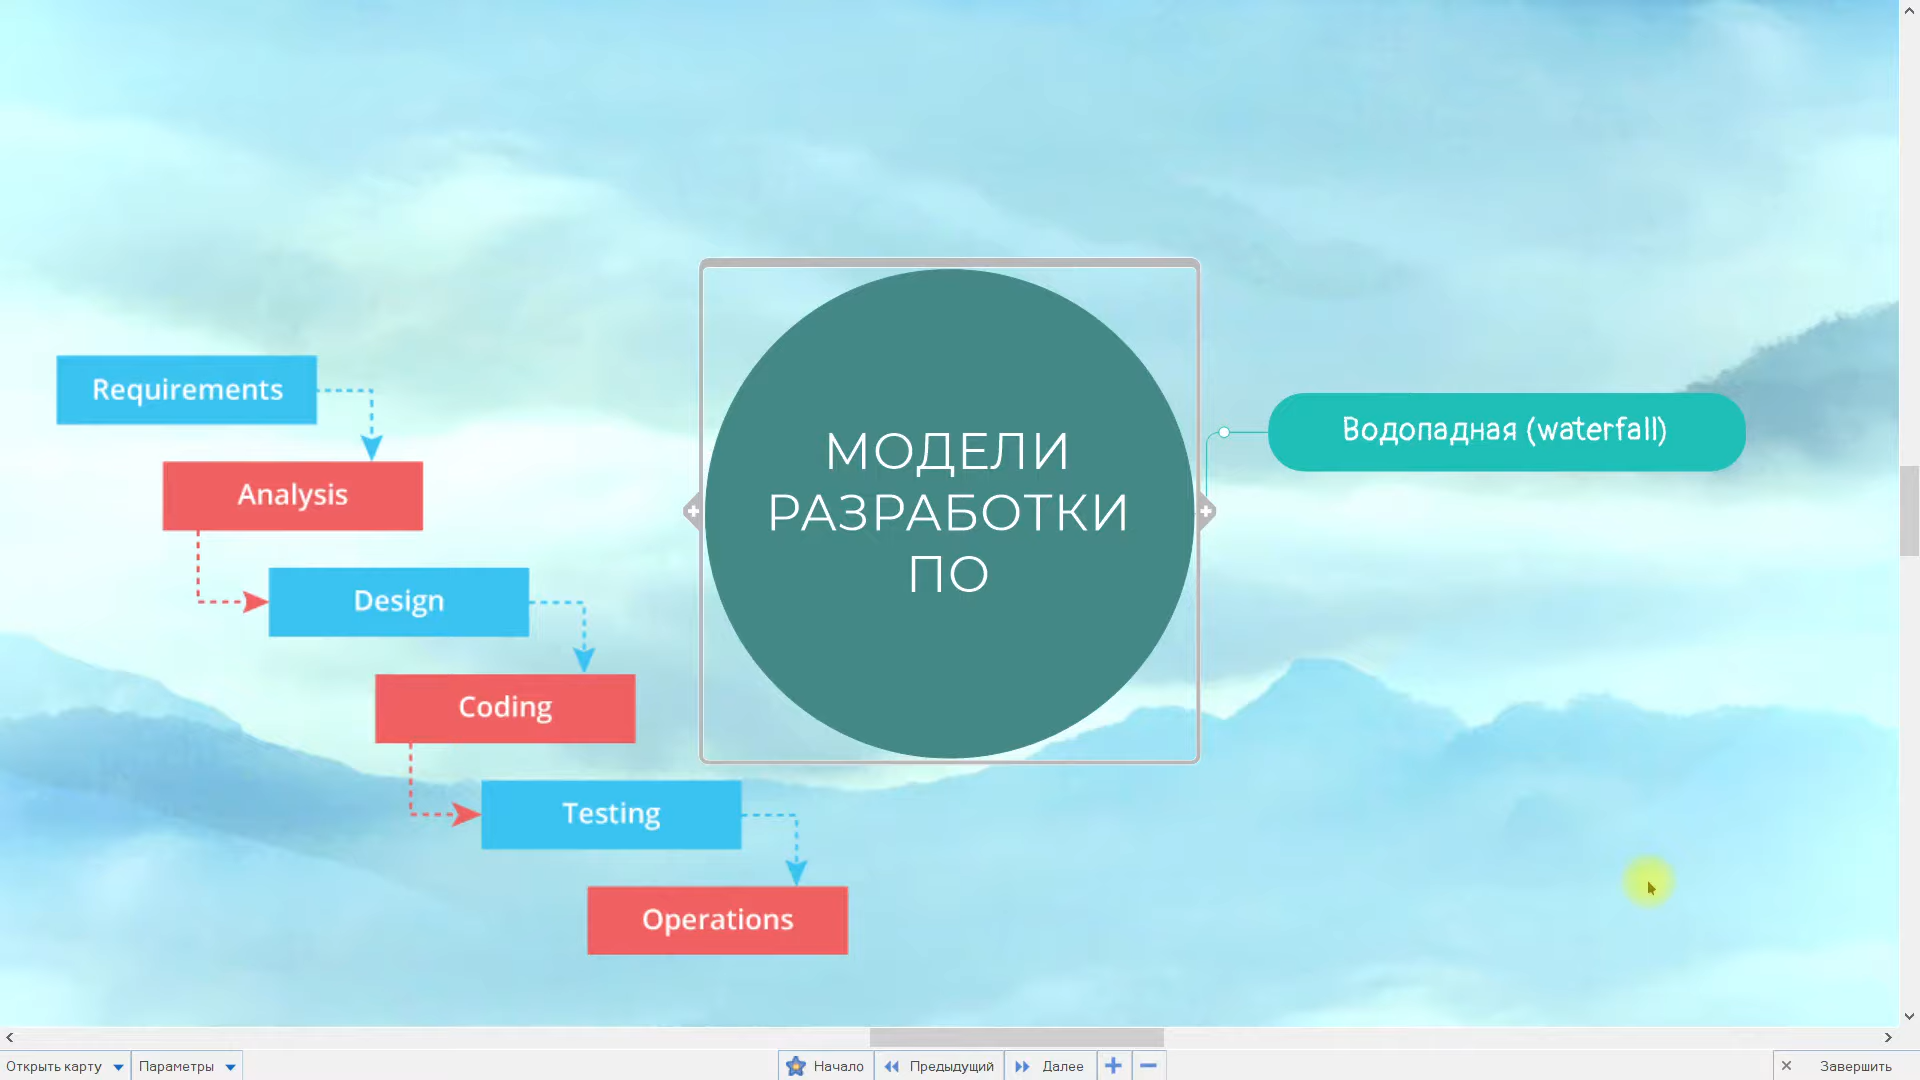 Requirements
Analysis
Design
Coding
Testing
Operations
МОДЕЛИ
РАЗРАБОТКИ
ПО
Водопадная (waterfall)
Открыть карту
Параметры
Начало
Предыдущий
Далее
Завершить